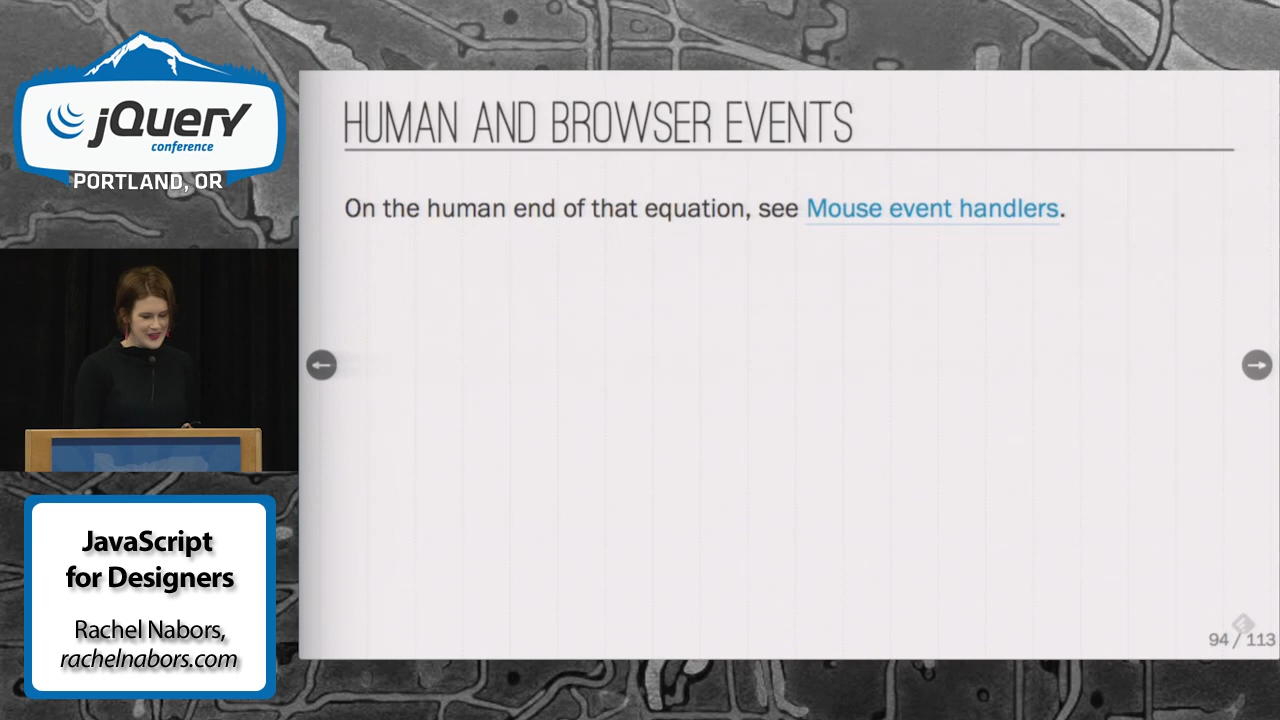 jQuery
conference
PORTLAND, OR
HUMAN AND BROWSER EVENTS
On the human end of that equation, see Mouse event handlers.
JavaScript
for Designers
Rachel Nabors,
rachelnabors.com
94 / 113